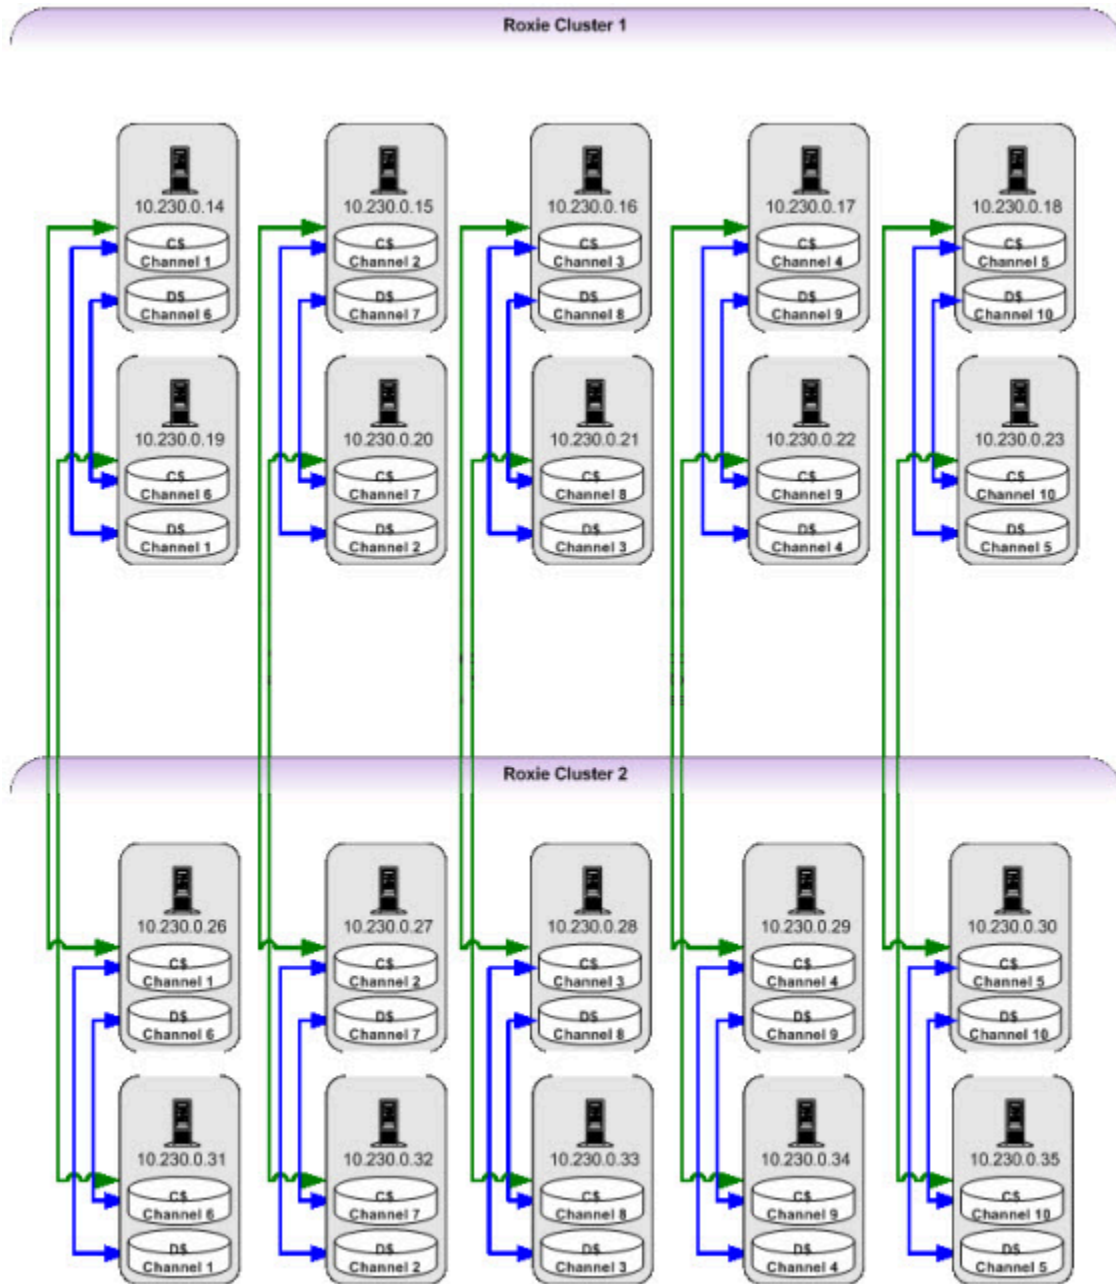 Roxie Cluster 1
10.230.0.14
C$
Channel 1
D$
Channel 6
10.230.0.15
C$
Channel 2
D$
Channel 7
10.230.0.16
C$
Channel 3
D$
Channel 8
10.230.0.17
C$
Channel 4
D$
Channel 9
10.230.0.18
C$
Channel 5
D$
Channel 10
10.230.0.19
C$
Channel 6
D$
Channel 1
10.230.0.20
C$
Channel 7
D$
Channel 2
10.230.0.21
C$
Channel 8
D$
Channel 3
10.230.0.22
C$
Channel 9
D$
Channel 4
10.230.0.23
C$
Channel 10
D$
Channel 5
Roxie Cluster 2
10.230.0.26
C$
Channel 1
D$
Channel 6
10.230.0.27
C$
Channel 2
D$
Channel 7
10.230.0.28
C$
Channel 3
D$
Channel 8
10.230.0.29
C$
Channel 4
D$
Channel 9
10.230.0.30
C$
Channel 5
D$
Channel 10
10.230.0.31
C$
Channel 6
D$
Channel 1
10.230.0.32
C$
Channel 7
D$
Channel 2
10.230.0.33
C$
Channel 8
D$
Channel 3
10.230.0.34
C$
Channel 9
D$
Channel 4
10.230.0.35
C$
Channel 10
D$
Channel 5